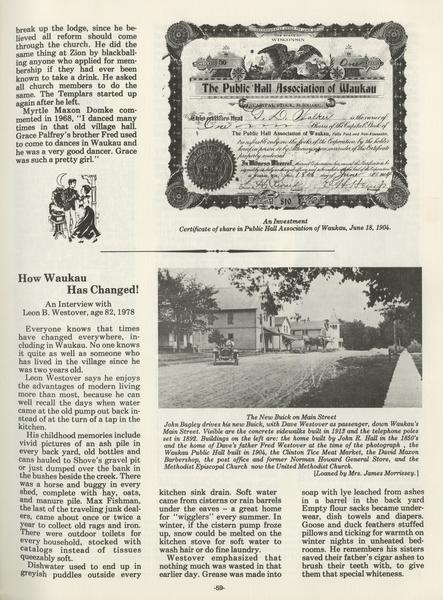 break up the lodge, since he be-
lieved all reform should come
through the church. He did the
same thing at Zion by blackball-
ing anyone who applied for mem-
bership if they had ever been
known to take a drink. He asked
all church members to do the
same. The Templars started up
again after he left.
Myrtle Maxon Domke com-
mented in 1968, "I danced many
times in that old village hall.
Grace Palfrey's brother Fred used
to come to dances in Waukau and
he was a very good dancer. Grace
was such a pretty girl."
WISCONSIN
The Public Hall Association of Waukau
CAPITAL STOCK
This certifies that
is the owner of
One
The Public Hall Association of Waukau,
In Witness Whereof,
$10
An Investment
Certificate of share in Public Hall Association of Waukau, June 18, 1904.
How Waukau
Has Changed!
An Interview with
Leon B. Westover, age 82, 1978
Everyone knows that times
have changed everywhere, in-
cluding in Waukau. No one knows
it quite as well as someone who
has lived in the village since he
was two years old.
Leon Westover says he enjoys
the advantages of modern living
more than most, because he can
well recall the days when water
came at the old pump out back in-
stead of at the turn of a tap in the
kitchen.
His childhood memories include
vivid pictures of an ash pile in
every back yard, old bottles and
cans hauled to Shove's gravel pit
or just dumped over the bank in
the bushes beside the creek. There
was a horse and buggy in every
shed, complete with hay, oats,
and manure pile. Max Fishman,
the last of the traveling junk deal-
ers, came about once or twice a
year to collect old rags and iron.
There were outdoor toilets for
every household, stocked with
catalogs instead of tissues
queezably soft.
Dishwater used to end up in
greyish puddles outside every
The New Buick on Main Street
John Bagley drives his new Buick, with Dave Westover as passenger, down Waukau's
Main Street. Visible are the concrete sidewalks built in 1913 and the telephone poles
set in 1892. Buildings on the left are: the home built by John R. Hall in the 1850's
and the home of Dave's father Fred Westover at the time of the photograph, the
Waukau Public Hall built in 1904, the Clinton Tice Meat Market, the David Maxon
Barbershop, the post office and former Norman Howard General Store, and the
Methodist Episcopal Church now the United Methodist Church.
[Loaned by Mrs. James Morrissey.]
kitchen sink drain. Soft water
came from cisterns or rain barrels
under the eaves - a great home
for "wigglers" every summer. In
winter, if the cistern pump froze
up, snow could be melted on the
kitchen stove for soft water to
wash hair or do fine laundry.
Westover emphasized that
nothing much was wasted in that
earlier day. Grease was made into
soap with lye leached from ashes
in a barrel in the back yard
Empty flour sacks became under-
wear, dish towels and diapers.
Goose and duck feathers stuffed
pillows and ticking for warmth on
winter nights in unheated bed-
rooms. He remembers his sisters
saved their father's cigar ashes to
brush their teeth with, to give
them that special whiteness.
-69-